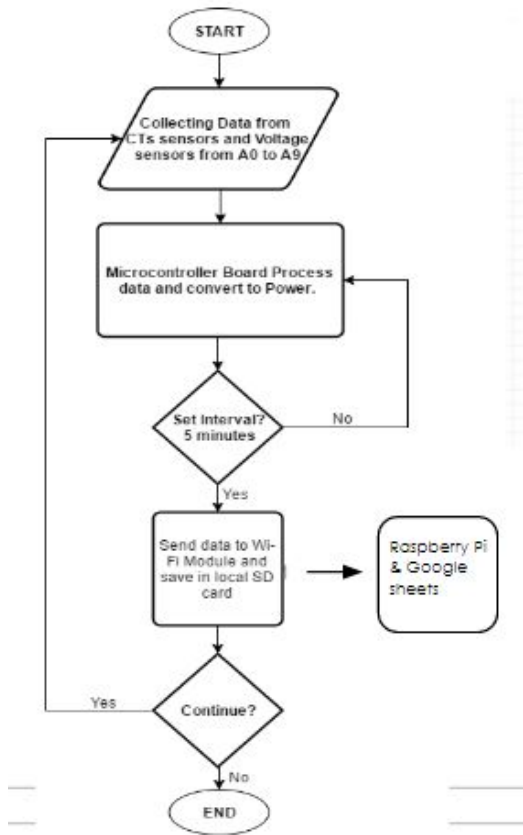 START
Collecting Data from
CTs sensors and Voltage
sensors from A0 to A9
Microcontroller Board Process
data and convert to Power.
Set Interval?
5 minutes
No
Yes
Send data to Wi-
Fi Module and
save in local SD
card
Raspberry Pi
& Google
sheets
Yes
Continue?
No
END